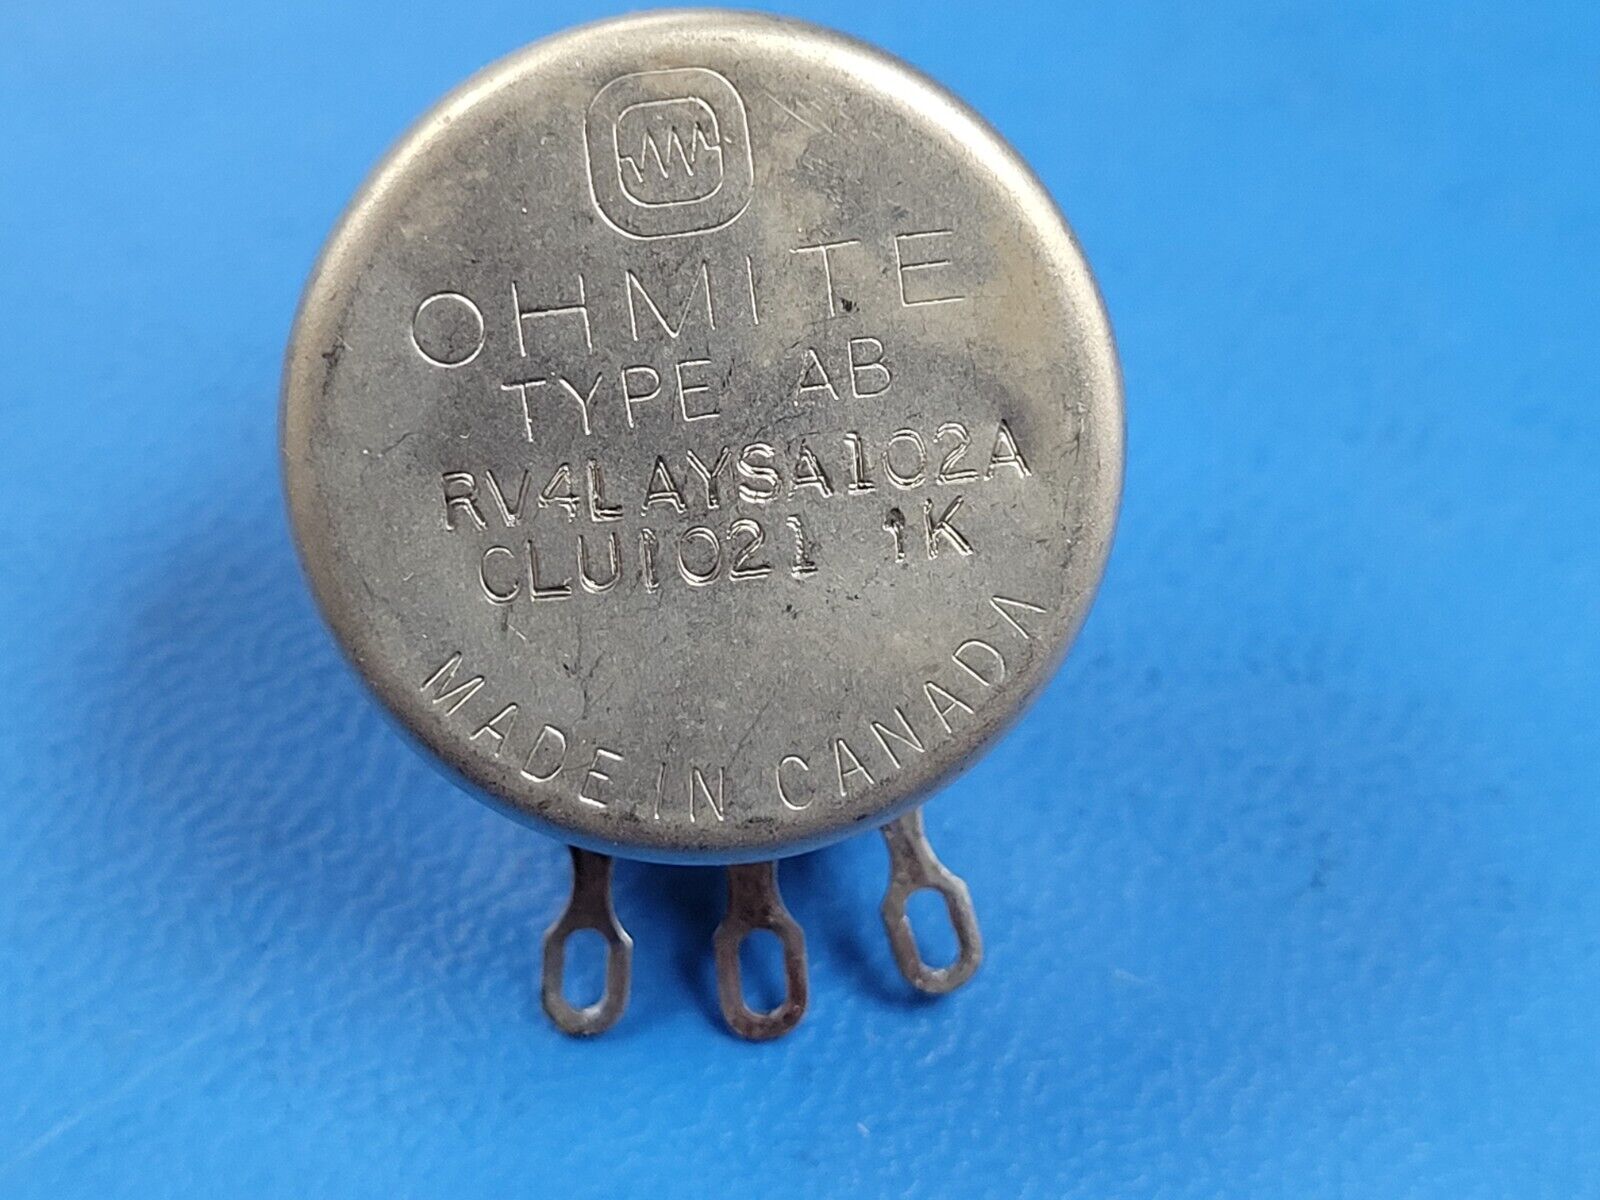 OHMITE
TYPE AB
RV4LAYSA102A
CLU1021 1K
MADE IN CANADA